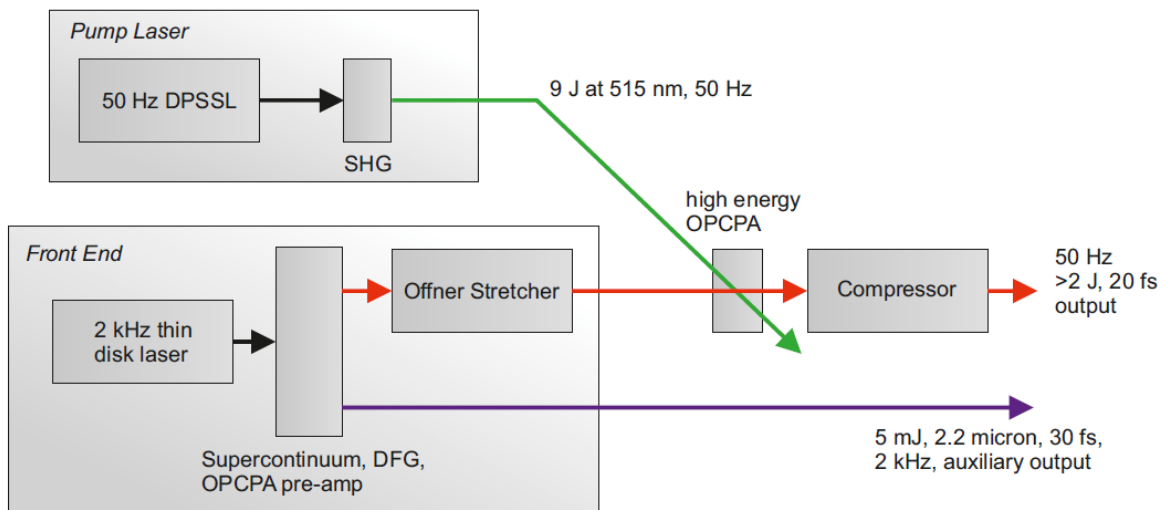 Pump Laser
50 Hz DPSSL
SHG
9 J at 515 nm, 50 Hz
high energy
OPCPA
Front End
2 kHz thin
disk laser
Supercontinuum, DFG,
OPCPA pre-amp
Offner Stretcher
Compressor
50 Hz
>2 J, 20 fs
output
5 mJ, 2.2 micron, 30 fs,
2 kHz, auxiliary output